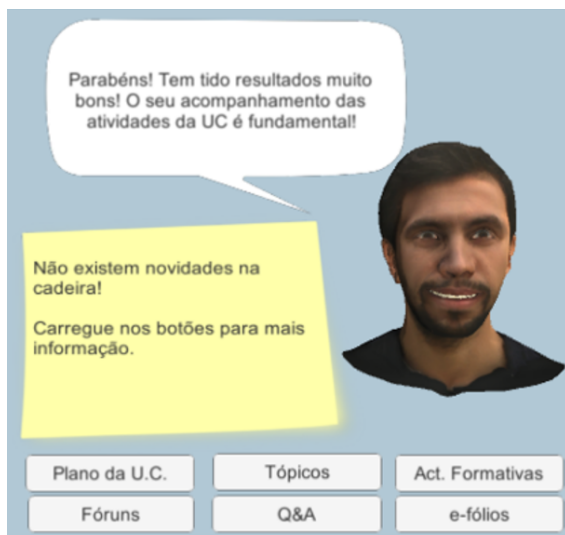 Parabéns! Tem tido resultados muito
bons! O seu acompanhamento das
atividades da UC é fundamental!
Não existem novidades na
cadeira!
Carregue nos botões para mais
informação.
Plano da U.C.
Tópicos
Act. Formativas
Fóruns
Q&A
e-fólios